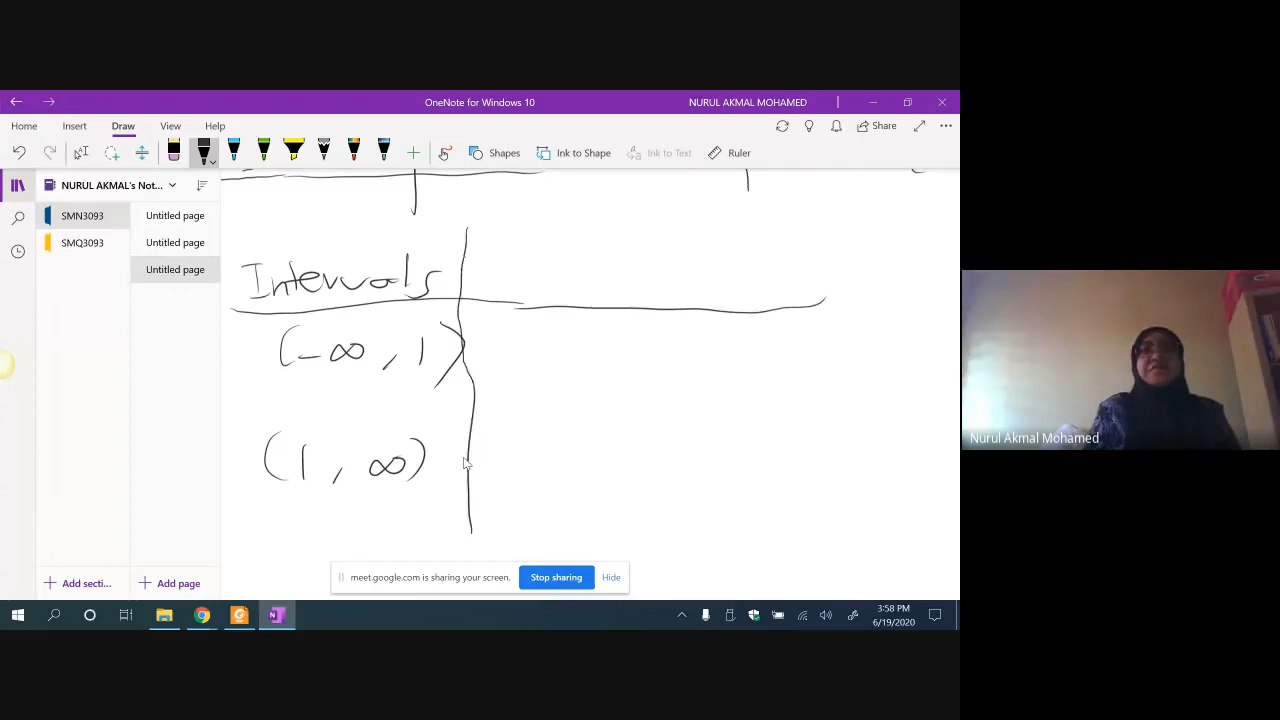 OneNote for Windows 10
NURUL AKMAL MOHAMED
Home Insert Draw View Help
Share
Shapes Ink to Shape Ink to Text Ruler
NURUL AKMAL's Not...
SMN3093
SMQ3093
Untitled page
Untitled page
Untitled page
Intervals
(-∞, 1)
(1, ∞)
Nurul Akmal Mohamed
meet.google.com is sharing your screen. Stop sharing Hide
Add secti... Add page
3:58 PM
6/19/2020